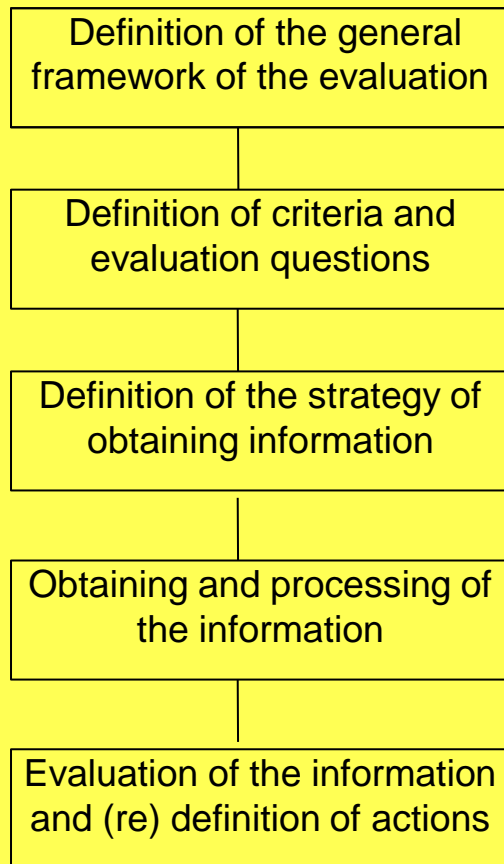 Definition of the general
framework of the evaluation
Definition of criteria and
evaluation questions
Definition of the strategy of
obtaining information
Obtaining and processing of
the information
Evaluation of the information
and (re) definition of actions